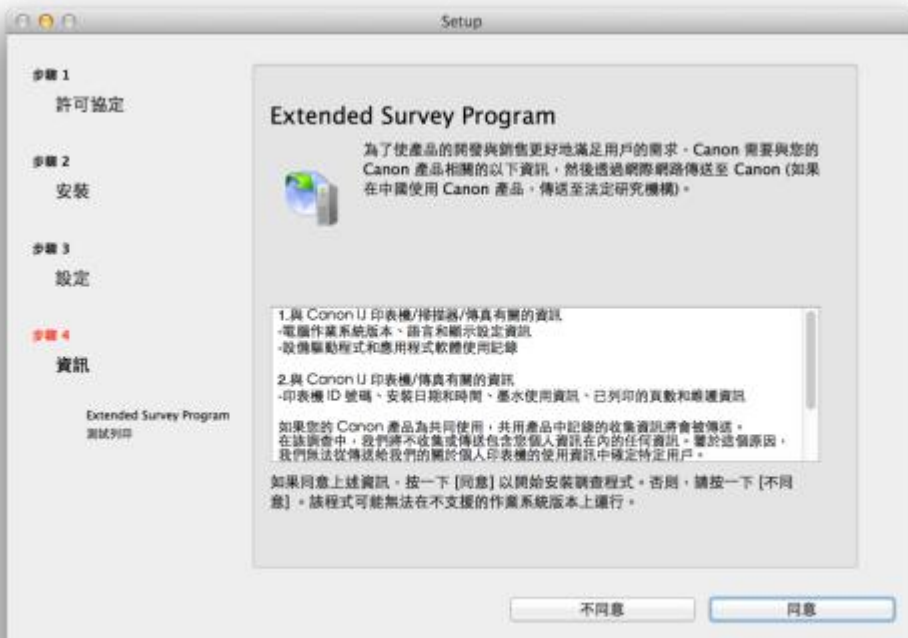 Setup
步驟 1
許可協定
步驟 2
安裝
步驟 3
設定
步驟 4
資訊
Extended Survey Program
測試列印
Extended Survey Program
為了使產品的開發與銷售更好地滿足用戶的需求，Canon 需要與您的
Canon 產品相關的以下資訊，然後透過網際網路傳送至 Canon (如果
在中國使用 Canon 產品，傳送至法定研究機構)。
1.與 Canon IJ 印表機/掃描器/傳真有關的資訊
-電腦作業系統版本、語言和顯示設定資訊
-設備驅動程式和應用程式軟體使用記錄
2.與 Canon IJ 印表機/傳真有關的資訊
-印表機 ID 號碼、安裝日期和時間、墨水使用資訊、已列印的頁數和維護資訊
如果您的 Canon 產品為共同使用，共用產品中記錄的收集資訊將會被傳送。
在該調查中，我們將不收集或傳送包含您個人資訊在內的任何資訊。鑒於這個原因，
我們無法從傳送給我們的關於個人印表機的使用資訊中確定特定用戶。
如果同意上述資訊，按一下 [同意] 以開始安裝調查程式。否則，請按一下 [不同
意] 。該程式可能無法在不支援的作業系統版本上運行。
不同意
同意